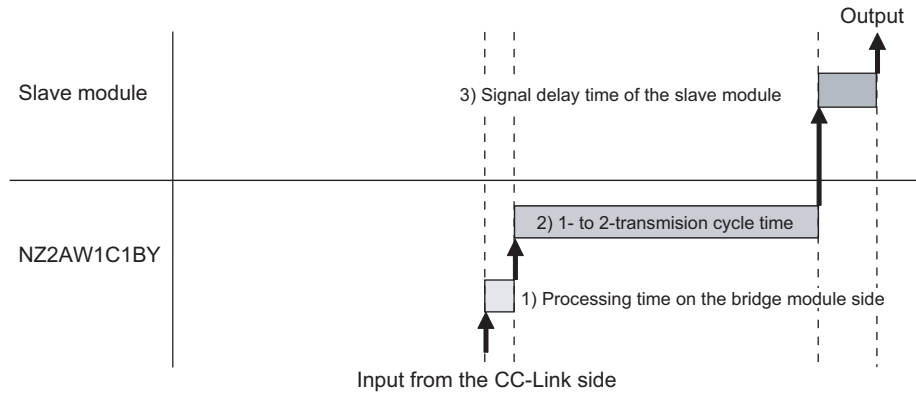 Output
Slave module
3) Signal delay time of the slave module
2) 1- to 2-transmision cycle time
NZ2AW1C1BY
1) Processing time on the bridge module side
Input from the CC-Link side